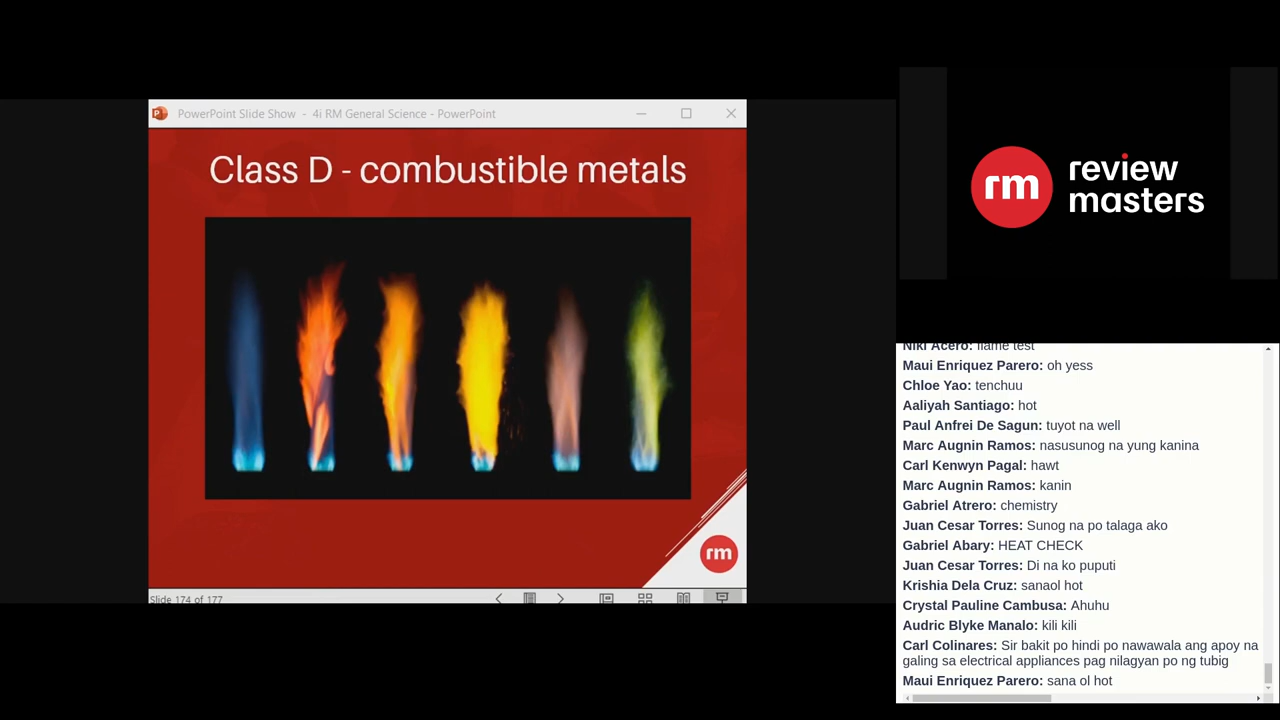 PowerPoint Slide Show - 4i RM General Science - PowerPoint
Class D - combustible metals
rm
Slide 174 of 177
rm
review
masters
Niki Acero: flame test
Maui Enriquez Parero: oh yess
Chloe Yao: tenchuu
Aaliyah Santiago: hot
Paul Anfrei De Sagun: tuyot na well
Marc Augnin Ramos: nasusunog na yung kanina
Carl Kenwyn Pagal: hawt
Marc Augnin Ramos: kanin
Gabriel Atrero: chemistry
Juan Cesar Torres: Sunog na po talaga ako
Gabriel Abary: HEAT CHECK
Juan Cesar Torres: Di na ko puputi
Krishia Dela Cruz: sanaol hot
Crystal Pauline Cambusa: Ahuhu
Audric Blyke Manalo: kili kili
Carl Colinares: Sir bakit po hindi po nawawala ang apoy na
galing sa electrical appliances pag nilagyan po ng tubig
Maui Enriquez Parero: sana ol hot